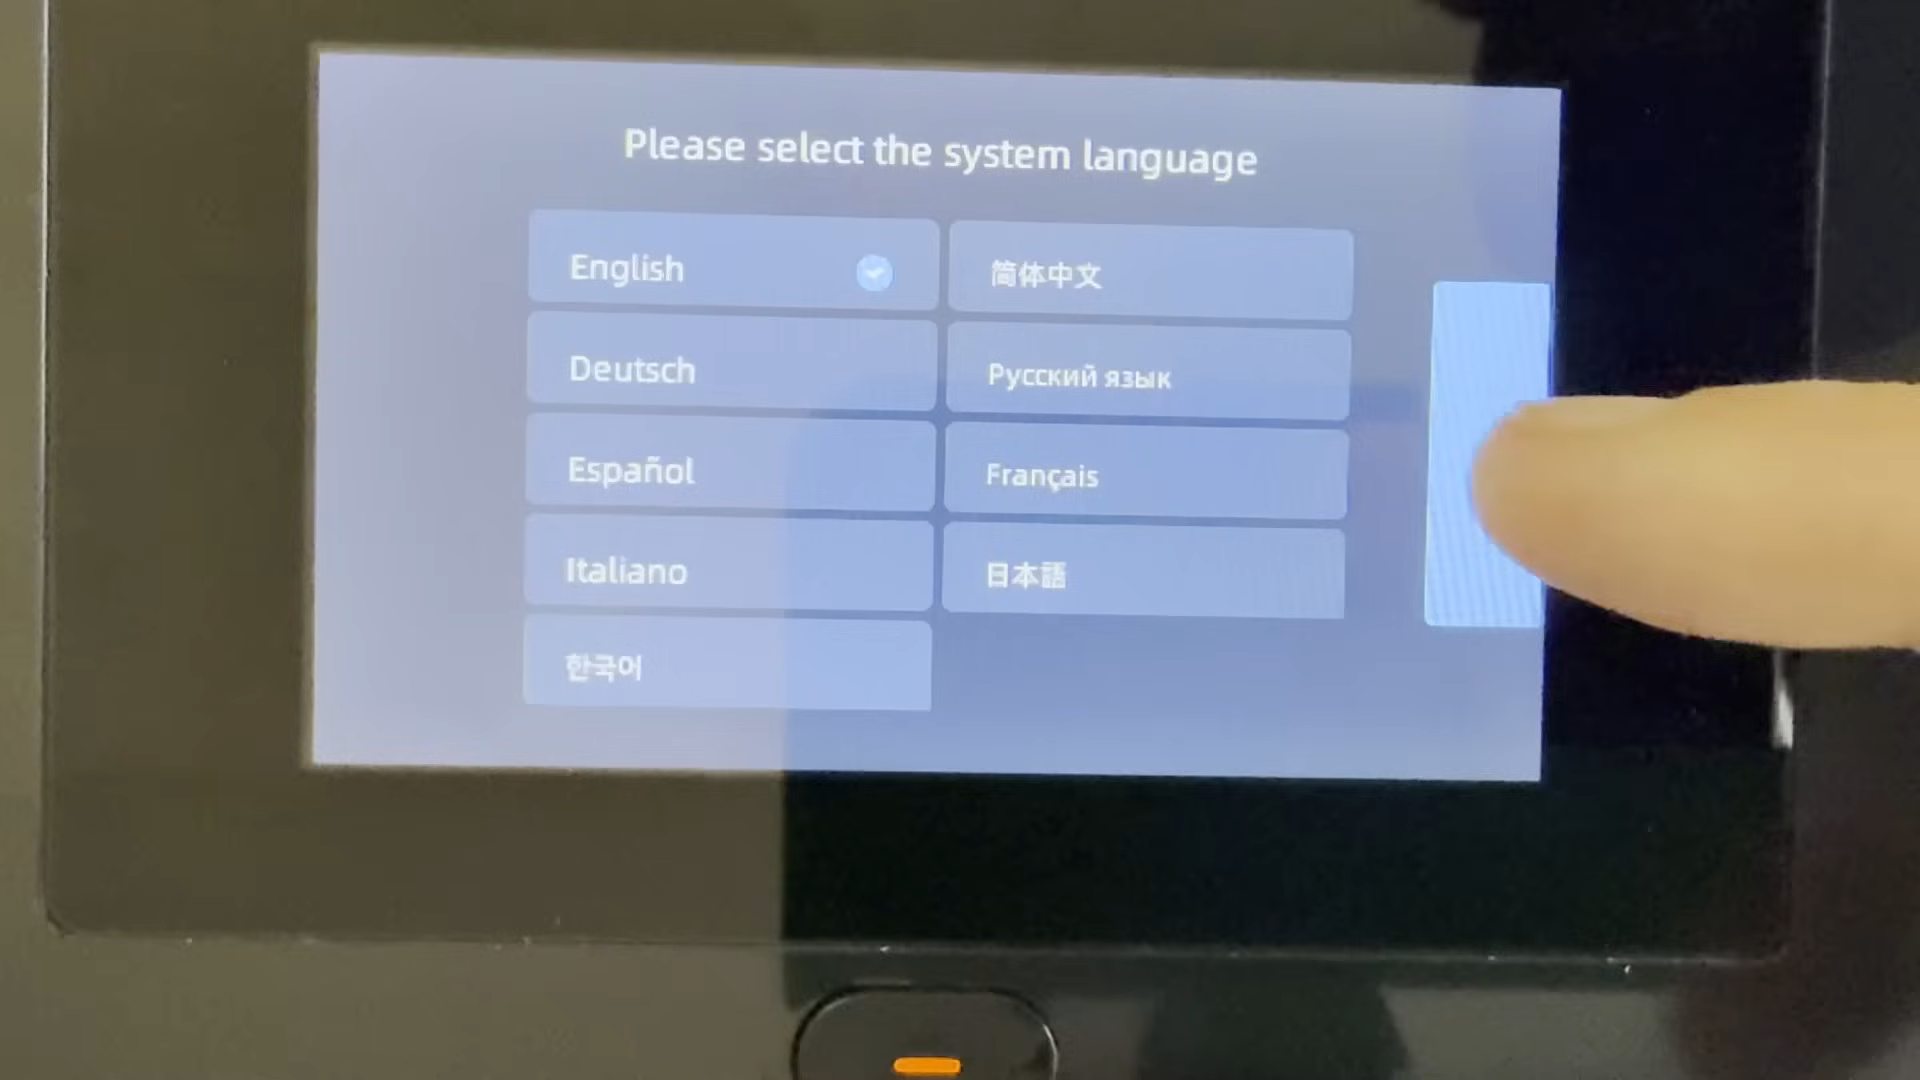 Please select the system language
English
简体中文
Deutsch
Русский язык
Español
Français
Italiano
日本語
한국어